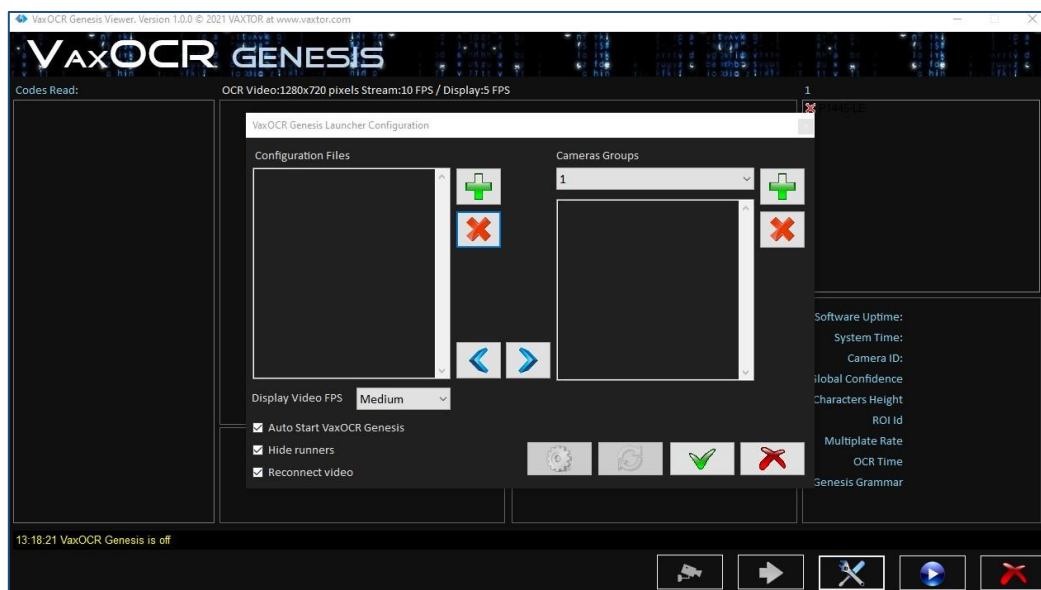 VaxOCR Genesis Viewer. Version 1.0.0 © 2021 VAXTOR at www.vaxtor.com
VAXOCR GENESIS
Codes Read:
OCR Video:1280x720 pixels Stream:10 FPS / Display:5 FPS
1
VaxOCR Genesis Launcher Configuration
Configuration Files
Cameras Groups
1
Display Video FPS
Medium
Auto Start VaxOCR Genesis
Hide runners
Reconnect video
Software Uptime:
System Time:
Camera ID:
Global Confidence
Characters Height
ROI Id
Multiplate Rate
OCR Time
Genesis Grammar
13:18:21 VaxOCR Genesis is off